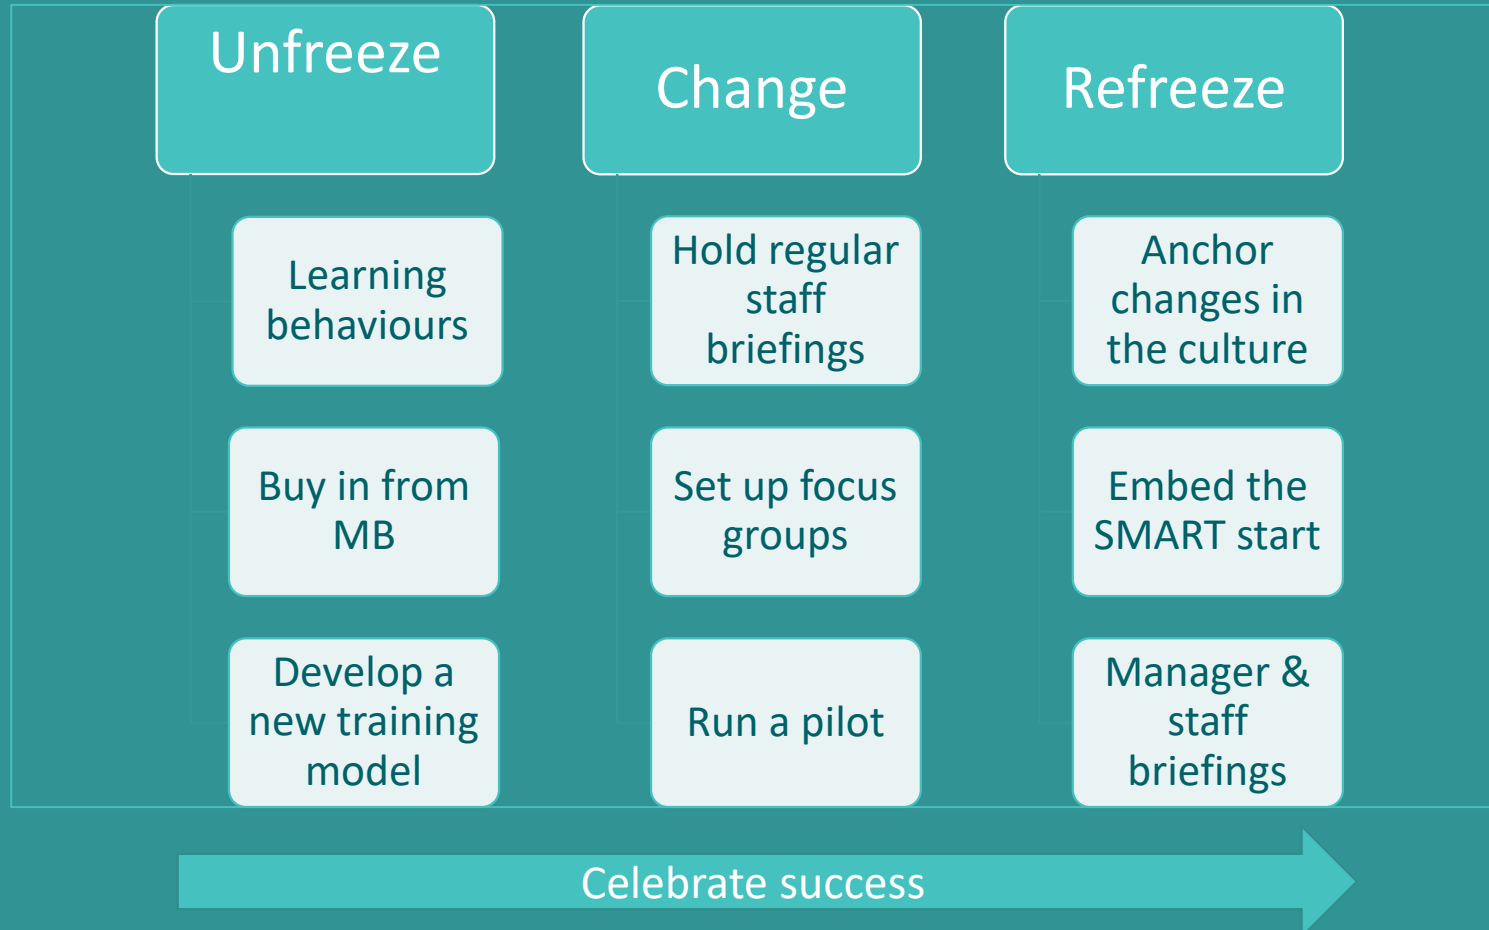 Unfreeze
Learning
behaviours
Buy in from
MB
Develop a
new training
model
Change
Hold regular
staff
briefings
Set up focus
groups
Run a pilot
Refreeze
Anchor
changes in
the culture
Embed the
SMART start
Manager &
staff
briefings
Celebrate success